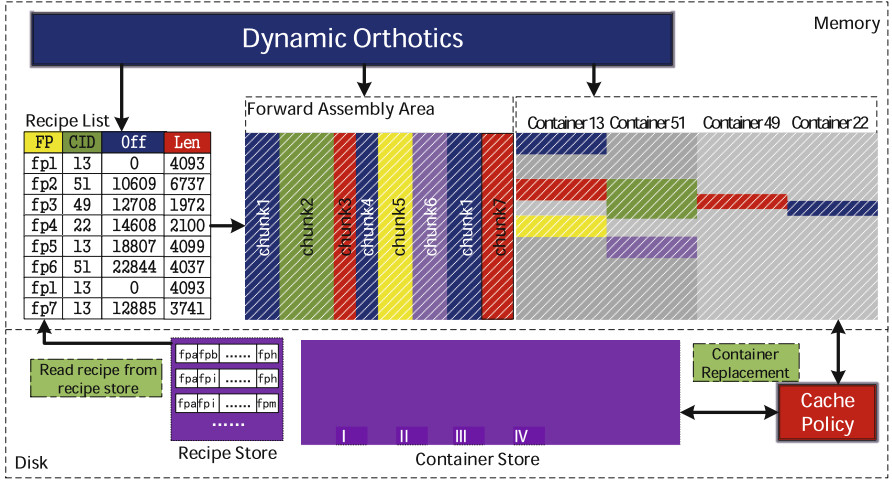 Memory
Dynamic Orthotics
Recipe List
FP CID Off Len
fp1 13 0 4093
fp2 51 10609 6737
fp3 49 12708 1972
fp4 22 14608 2100
fp5 13 18807 4099
fp6 51 22844 4037
fp1 13 0 4093
fp7 13 12885 3741
Forward Assembly Area
chunk1
chunk2
chunk3
chunk4
chunk5
chunk6
chunk1
chunk7
Container 13 Container 51 Container 49 Container 22
Read recipe from
recipe store
fpa fpb ...... fph
fpa fpi ...... fph
fpa fpi ...... fpm
......
Recipe Store
I II III IV
Container Store
Container
Replacement
Cache
Policy
Disk